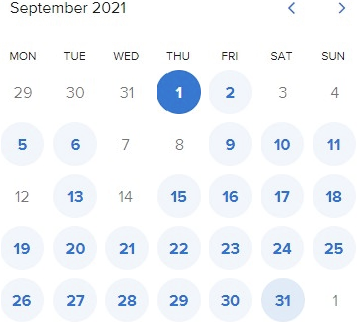 September 2021
MON TUE WED THU FRI SAT SUN
29 30 31 1 2 3 4
5 6 7 8 9 10 11
12 13 14 15 16 17 18
19 20 21 22 23 24 25
26 27 28 29 30 31 1